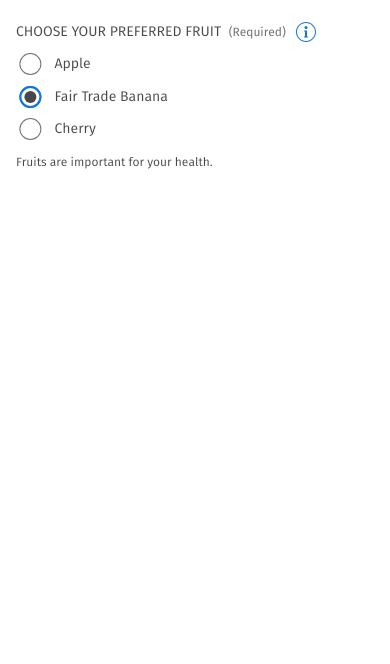 CHOOSE YOUR PREFERRED FRUIT (Required)
Apple
Fair Trade Banana
Cherry
Fruits are important for your health.